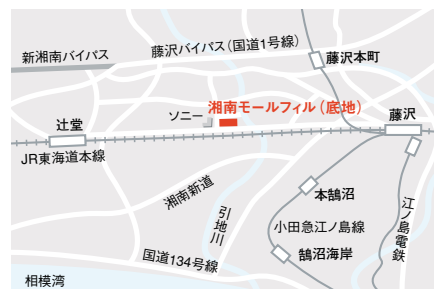 新湘南バイパス
藤沢バイパス（国道1号線）
藤沢本町
ソニー
湘南モールフィル（底地）
辻堂
藤沢
JR東海道本線
湘南新道
引地川
本鵠沼
小田急江ノ島線
江ノ島電鉄
鵠沼海岸
国道134号線
相模湾